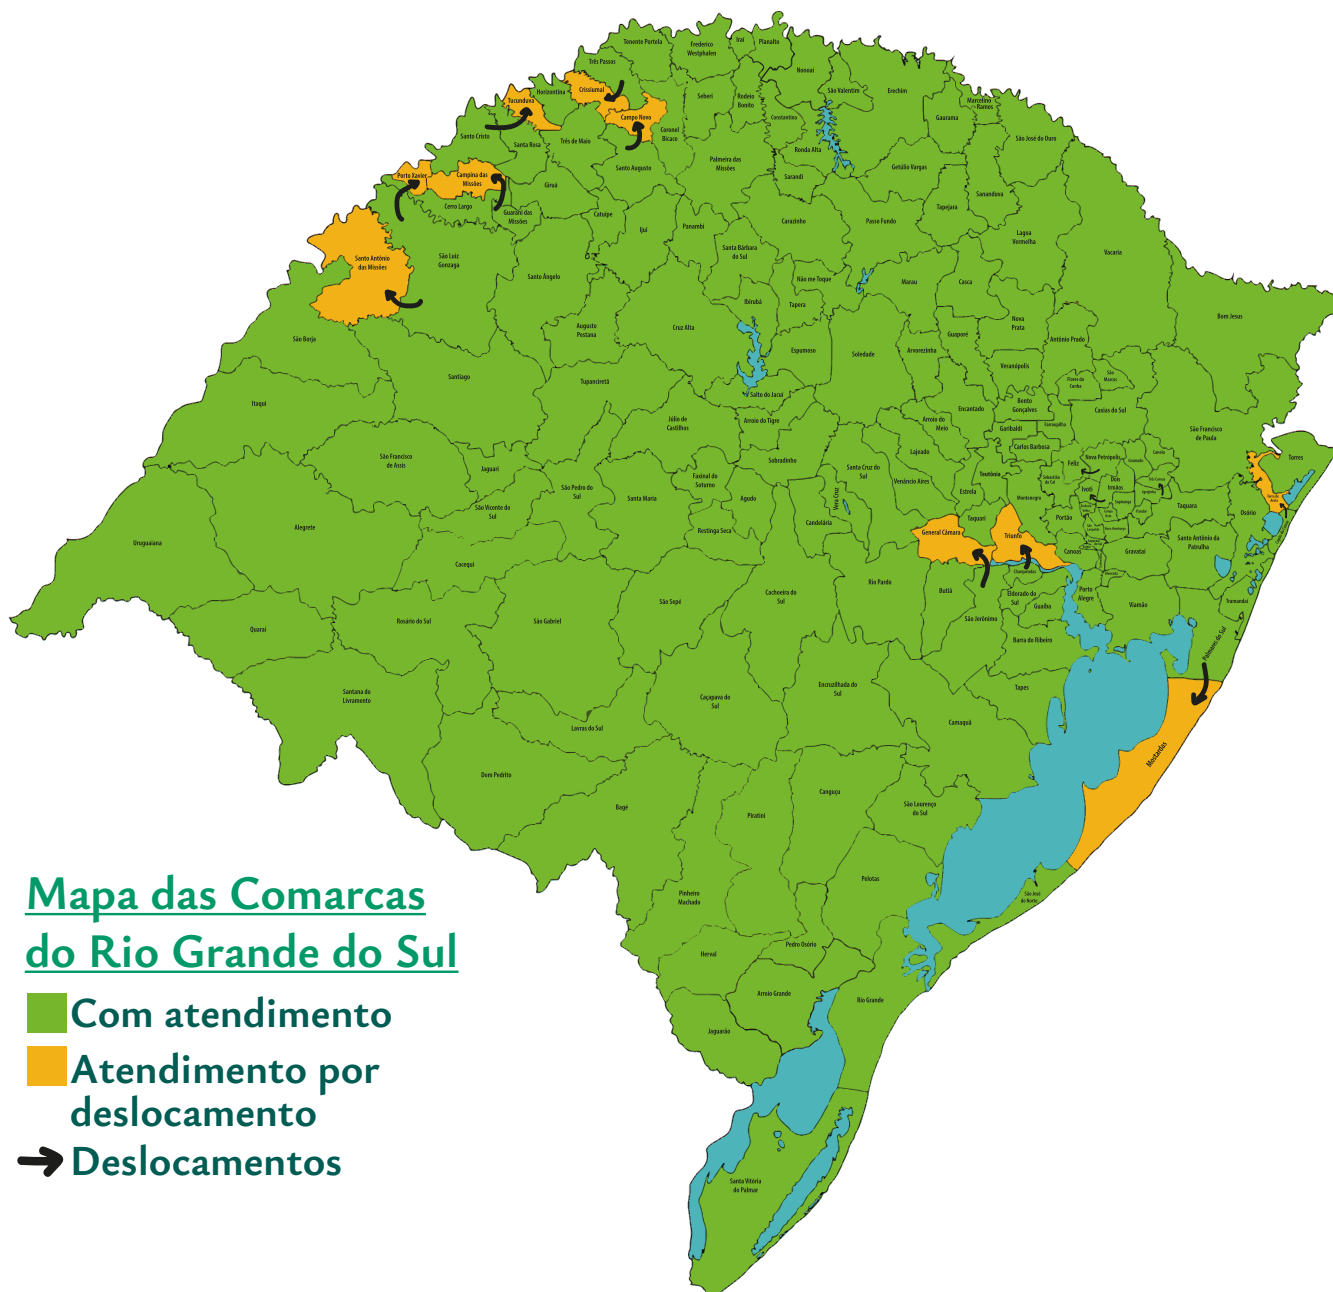 Tenente Portela
Frederico
Westphalen
Iraí
Planalto
Três Passos
Nonoai
Horizontina
Crissiumal
Seberi
Rodeio
Bonito
São Valentim
Erechim
Tucunduva
Campo Novo
Constantina
Gaurama
Marcelino
Ramos
Santo Cristo
Santa Rosa
Três de Maio
Coronel
Bicaco
Ronda Alta
São José do Ouro
Palmeira das
Missões
Getúlio Vargas
Santo Augusto
Sarandi
Porto Xavier
Campina das
Missões
Giruá
Sananduva
Cerro Largo
Guarani das
Missões
Catuípe
Tapejara
Ijuí
Panambi
Carazinho
Passo Fundo
Lagoa
Vermelha
Santo Antônio
das Missões
São Luiz
Gonzaga
Santa Bárbara
do Sul
Vacaria
Santo Ângelo
Não me Toque
Marau
Casca
Ibirubá
Tapera
Bom Jesus
Cruz Alta
Augusto
Pestana
Nova
Prata
São Borja
Espumoso
Soledade
Arvorezinha
Guaporé
Antônio Prado
Santiago
Tupanciretã
Veranópolis
Flores da
Cunha
São
Marcos
Salto do Jacuí
Itaqui
Bento
Gonçalves
Encantado
Caxias do Sul
Júlio de
Castilhos
Arroio do Tigre
Arroio do
Meio
Garibaldi
Farroupilha
São Francisco
de Paula
Carlos Barbosa
São Francisco
de Assis
Sobradinho
Lajeado
Nova Petrópolis
Canela
Torres
Jaguari
Santa Cruz do
Sul
Feliz
Gramado
Faxinal do
Soturno
Teutônia
São Pedro do
Sul
Venâncio Aires
Estrela
Ivoti
Dois
Irmãos
Três Coroas
Igrejinha
Santa Maria
Agudo
Vera Cruz
Montenegro
Taquara
São Vicente do
Sul
Taquari
Portão
Osório
Alegrete
Restinga Seca
Candelária
General Câmara
Triunfo
Uruguaiana
Santo Antônio da
Patrulha
Canoas
Gravataí
Cacequi
Charqueadas
Rio Pardo
Butiá
Eldorado do
Sul
Porto
Alegre
Cachoeira do
Sul
São Sepé
Guaíba
Viamão
Tramandaí
Quaraí
Rosário do Sul
São Gabriel
São Jerônimo
Barra do Ribeiro
Palmares do Sul
Santana do
Livramento
Encruzilhada do
Sul
Tapes
Caçapava do
Sul
Camaquã
Lavras do Sul
Mostardas
Dom Pedrito
Canguçu
Bagé
São Lourenço
do Sul
Piratini
Pelotas
Pinheiro
Machado
São José
do Norte
Pedro Osório
Herval
Arroio Grande
Rio Grande
Jaguarão
Santa Vitória
do Palmar
Mapa das Comarcas
do Rio Grande do Sul
Com atendimento
Atendimento por
deslocamento
Deslocamentos